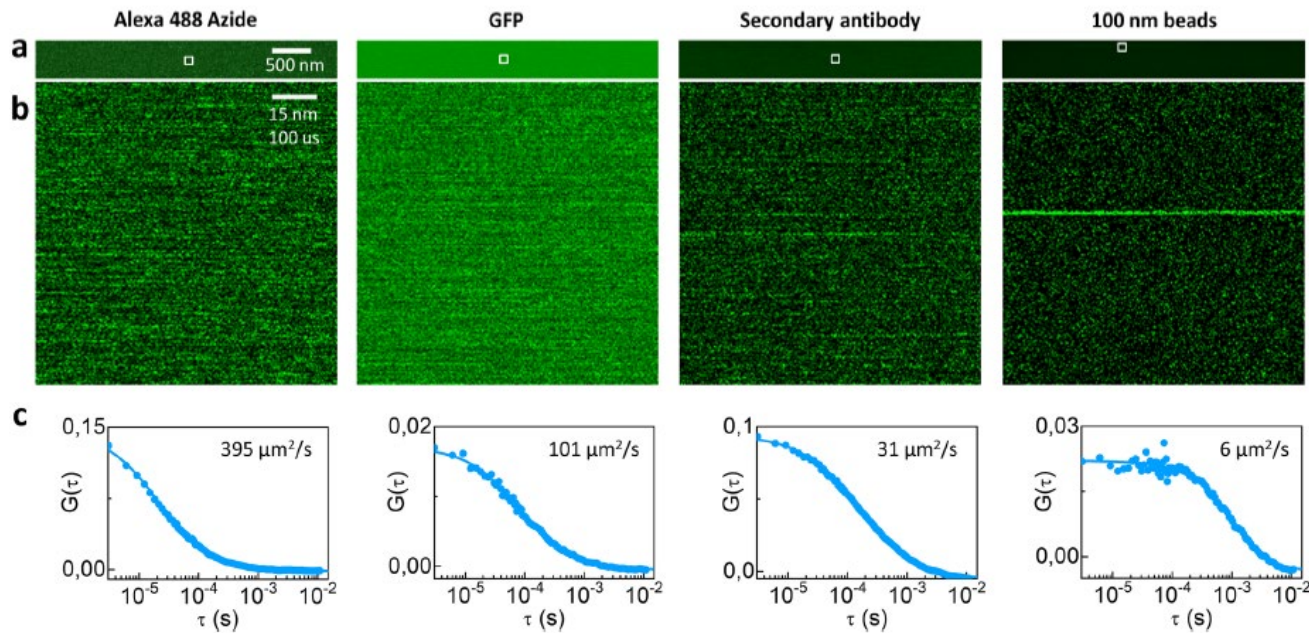 Alexa 488 Azide GFP Secondary antibody 100 nm beads
a
500 nm
b
15 nm
100 us
c
0,15 0,02 0,1 0,03
395 µm²/s 101 µm²/s 31 µm²/s 6 µm²/s
G(τ) G(τ) G(τ) G(τ)
0,00 0,00 0,0 0,00
10⁻⁵ 10⁻⁴ 10⁻³ 10⁻² 10⁻⁵ 10⁻⁴ 10⁻³ 10⁻² 10⁻⁵ 10⁻⁴ 10⁻³ 10⁻² 10⁻⁵ 10⁻⁴ 10⁻³ 10⁻²
τ (s) τ (s) τ (s) τ (s)